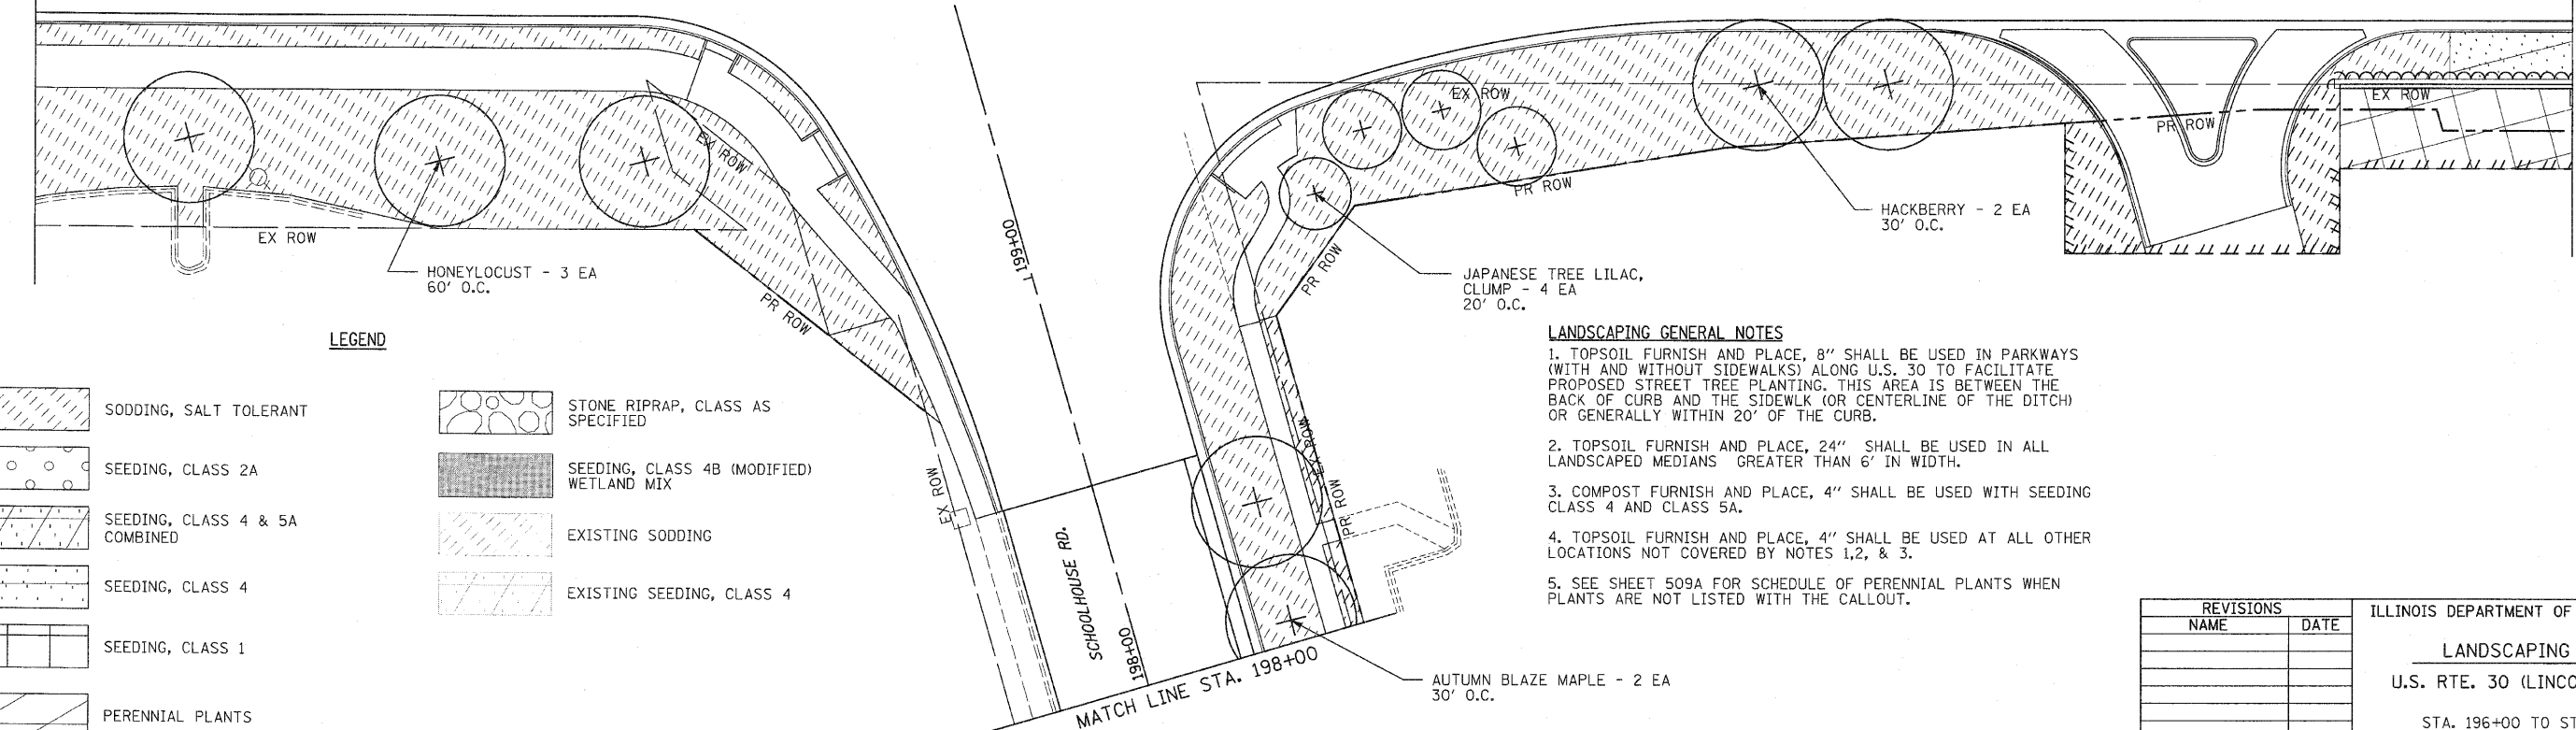 EX ROW
EX ROW
PR ROW
HONEYLOCUST - 3 EA
60' O.C.
EX ROW
PR ROW
EX ROW
PR ROW
EX ROW
PR ROW
HACKBERRY - 2 EA
30' O.C.
JAPANESE TREE LILAC,
CLUMP - 4 EA
20' O.C.
PR ROW
L 199+00
EX ROW
EX ROW
PR ROW
SCHOOLHOUSE RD.
198+00
MATCH LINE STA. 198+00
AUTUMN BLAZE MAPLE - 2 EA
30' O.C.
LEGEND
SODDING, SALT TOLERANT
SEEDING, CLASS 2A
SEEDING, CLASS 4 & 5A
COMBINED
SEEDING, CLASS 4
SEEDING, CLASS 1
PERENNIAL PLANTS
STONE RIPRAP, CLASS AS
SPECIFIED
SEEDING, CLASS 4B (MODIFIED)
WETLAND MIX
EXISTING SODDING
EXISTING SEEDING, CLASS 4
LANDSCAPING GENERAL NOTES
1. TOPSOIL FURNISH AND PLACE, 8" SHALL BE USED IN PARKWAYS
(WITH AND WITHOUT SIDEWALKS) ALONG U.S. 30 TO FACILITATE
PROPOSED STREET TREE PLANTING. THIS AREA IS BETWEEN THE
BACK OF CURB AND THE SIDEWLK (OR CENTERLINE OF THE DITCH)
OR GENERALLY WITHIN 20' OF THE CURB.
2. TOPSOIL FURNISH AND PLACE, 24" SHALL BE USED IN ALL
LANDSCAPED MEDIANS GREATER THAN 6' IN WIDTH.
3. COMPOST FURNISH AND PLACE, 4" SHALL BE USED WITH SEEDING
CLASS 4 AND CLASS 5A.
4. TOPSOIL FURNISH AND PLACE, 4" SHALL BE USED AT ALL OTHER
LOCATIONS NOT COVERED BY NOTES 1,2, & 3.
5. SEE SHEET 509A FOR SCHEDULE OF PERENNIAL PLANTS WHEN
PLANTS ARE NOT LISTED WITH THE CALLOUT.
REVISIONS
NAME DATE
ILLINOIS DEPARTMENT OF
LANDSCAPING
U.S. RTE. 30 (LINCO
STA. 196+00 TO ST